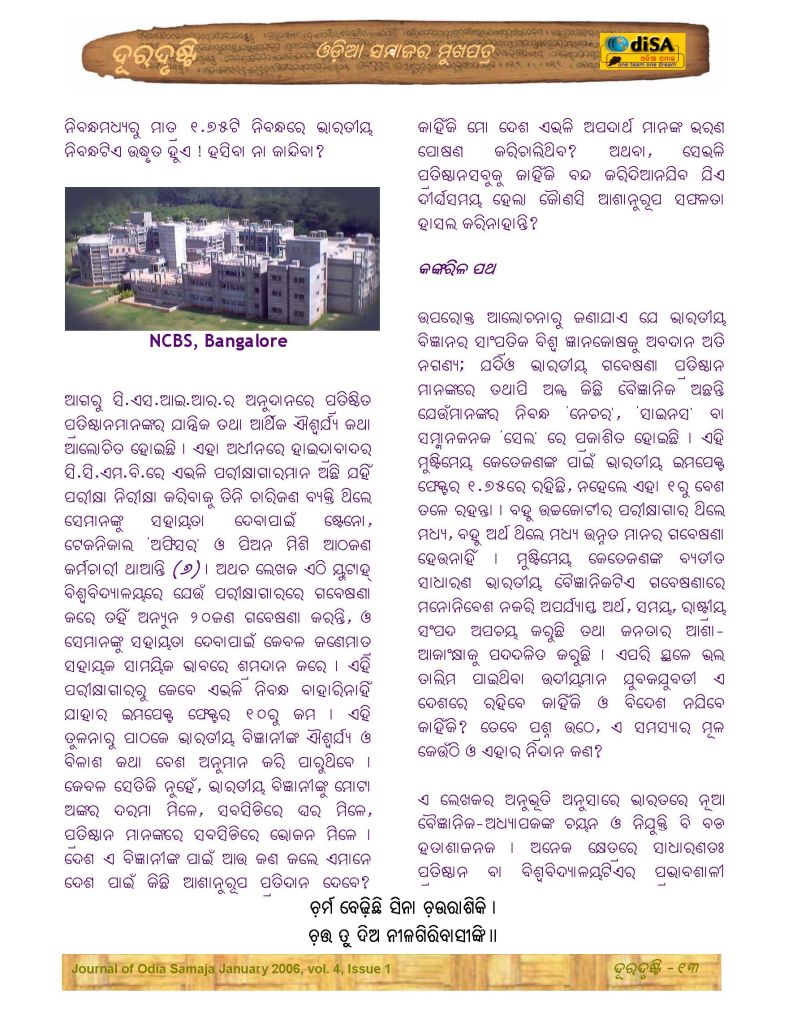 ଦୂରଦୃଷ୍ଟି
ଓଡ଼ିଆ ସମାଜର ମୁଖପତ୍ର
diSA
ଓଡ଼ିଆ ସମାଜ
one team one dream
ନିବନ୍ଧମଧ୍ୟରୁ ମାତ୍ର ୧.୭୫ଟି ନିବନ୍ଧରେ ଭାରତୀୟ
ନିବନ୍ଧଟିଏ ଉଦ୍ଧୃତ ହୁଏ ! ହସିବା ନା କାନ୍ଦିବା?
NCBS, Bangalore
ଆଗରୁ ସି.ଏସ.ଆଇ.ଆର.ର ଅନୁଦାନରେ ପ୍ରତିଷ୍ଠିତ
ପ୍ରତିଷ୍ଠାନମାନଙ୍କର ଯାନ୍ତ୍ରିକ ତଥା ଆର୍ଥିକ ଐଶ୍ୱର୍ଯ୍ୟ କଥା
ଆଲୋଚିତ ହୋଇଛି । ଏହା ଅଧୀନରେ ହାଇଦ୍ରାବାଦର
ସି.ସି.ଏମ.ବି.ରେ ଏଭଳି ପରୀକ୍ଷାଗାରମାନ ଅଛି ଯହିଁ
ପରୀକ୍ଷା ନିରୀକ୍ଷା କରିବାକୁ ତିନି ଚାରିଜଣ ବ୍ୟକ୍ତି ଥିଲେ
ସେମାନଙ୍କୁ ସହାୟତା ଦେବାପାଇଁ ଷ୍ଟେନୋ,
ଟେକନିକାଲ 'ଅଫିସର' ଓ ପିଅନ ମିଶି ଆଠଜଣ
କର୍ମଚାରୀ ଥାଆନ୍ତି (୬)। ଅଥଚ ଲେଖକ ଏଠି ୟୁଟାହ୍
ବିଶ୍ୱବିଦ୍ୟାଳୟରେ ଯେଉଁ ପରୀକ୍ଷାଗାରରେ ଗବେଷଣା
କରେ ତହିଁ ଅନ୍ୟୁନ ୨୦ଜଣ ଗବେଷଣା କରନ୍ତି, ଓ
ସେମାନଙ୍କୁ ସହାୟତା ଦେବାପାଇଁ କେବଳ ଜଣେମାତ୍ର
ସହାୟକ ସାମୟିକ ଭାବରେ ଶ୍ରମଦାନ କରେ । ଏହି
ପରୀକ୍ଷାଗାରରୁ କେବେ ଏଭଳି ନିବନ୍ଧ ବାହାରିନାହିଁ
ଯାହାର ଇମପେକ୍ଟ ଫେକ୍ଟର ୧୦ରୁ କମ । ଏହି
ତୁଳନାରୁ ପାଠକେ ଭାରତୀୟ ବିଜ୍ଞାନୀଙ୍କ ଐଶ୍ୱର୍ଯ୍ୟ ଓ
ବିଳାଶ କଥା ବେଶ ଅନୁମାନ କରି ପାରୁଥିବେ ।
କେବଳ ସେତିକି ନୁହେଁ, ଭାରତୀୟ ବିଜ୍ଞାନୀଙ୍କୁ ମୋଟା
ଅଙ୍କର ଦରମା ମିଳେ, ସବସିଡିରେ ଘର ମିଳେ,
ପ୍ରତିଷ୍ଠାନ ମାନଙ୍କରେ ସବସିଡିରେ ଭୋଜନ ମିଳେ ।
ଦେଶ ଏ ବିଜ୍ଞାନୀଙ୍କ ପାଇଁ ଆଉ କଣ କଲେ ଏମାନେ
ଦେଶ ପାଇଁ କିଛି ଆଶାନୁରୂପ ପ୍ରତିଦାନ ଦେବେ?
କାହିଁକି ମୋ ଦେଶ ଏଭଳି ଅପଦାର୍ଥ ମାନଙ୍କ ଭରଣ
ପୋଷଣ କରିଚାଲିଥିବ? ଅଥବା, ସେଭଳି
ପ୍ରତିଷ୍ଠାନସବୁକୁ କାହିଁକି ବନ୍ଦ କରିଦିଆନଯିବ ଯିଏ
ଦୀର୍ଘସମୟ ହେଲା କୌଣସି ଆଶାନୁରୂପ ସଫଳତା
ହାସଲ କରିନାହାନ୍ତି?
କଙ୍କରିଳ ପଥ
ଉପରୋକ୍ତ ଆଲୋଚନାରୁ ଜଣାଯାଏ ଯେ ଭାରତୀୟ
ବିଜ୍ଞାନର ସାଂପ୍ରତିକ ବିଶ୍ୱ ଜ୍ଞାନକୋଷକୁ ଅବଦାନ ଅତି
ନଗଣ୍ୟ; ଯଦିଓ ଭାରତୀୟ ଗବେଷଣା ପ୍ରତିଷ୍ଠାନ
ମାନଙ୍କରେ ତଥାପି ଅଳ୍ପ କିଛି ବୈଜ୍ଞାନିକ ଅଛନ୍ତି
ଯେଉଁମାନଙ୍କର ନିବନ୍ଧ 'ନେଚର', 'ସାଇନସ' ବା
ସମ୍ମାନଜନକ 'ସେଲ' ରେ ପ୍ରକାଶିତ ହୋଇଛି । ଏହି
ମୁଷ୍ଟିମେୟ କେତେଜଣଙ୍କ ପାଇଁ ଭାରତୀୟ ଇମପେକ୍ଟ
ଫେକ୍ଟର ୧.୭୫ରେ ରହିଛି, ନହେଲେ ଏହା ୧ରୁ ବେଶ
ତଳେ ରହନ୍ତା । ବହୁ ଉଚ୍ଚକୋଟୀର ପରୀକ୍ଷାଗାର ଥିଲେ
ମଧ୍ୟ, ବହୁ ଅର୍ଥ ଥିଲେ ମଧ୍ୟ ଉନ୍ନତ ମାନର ଗବେଷଣା
ହେଉନାହିଁ । ମୁଷ୍ଟିମେୟ କେତେଜଣଙ୍କ ବ୍ୟତୀତ
ସାଧାରଣ ଭାରତୀୟ ବୈଜ୍ଞାନିକଟିଏ ଗବେଷଣାରେ
ମନୋନିବେଶ ନକରି ଅପର୍ଯ୍ୟାପ୍ତ ଅର୍ଥ, ସମୟ, ରାଷ୍ଟ୍ରୀୟ
ସଂପଦ ଅପଚୟ କରୁଛି ତଥା ଜନତାର ଆଶା-
ଆକାଂକ୍ଷାକୁ ପଦଦଳିତ କରୁଛି । ଏପରି ସ୍ଥଳେ ଭଲ
ତାଲିମ ପାଇଥିବା ଉଦୀୟମାନ ଯୁବକଯୁବତୀ ଏ
ଦେଶରେ ରହିବେ କାହିଁକି ଓ ବିଦେଶ ନଯିବେ
କାହିଁକି? ତେବେ ପ୍ରଶ୍ନ ଉଠେ, ଏ ସମସ୍ୟାର ମୂଳ
କେଉଁଠି ଓ ଏହାର ନିଦାନ କଣ?
ଏ ଲେଖକର ଅନୁଭୂତି ଅନୁସାରେ ଭାରତରେ ନୂଆ
ବୈଜ୍ଞାନିକ-ଅଧ୍ୟାପକଙ୍କ ଚୟନ ଓ ନିଯୁକ୍ତି ବି ବଡ
ହତାଶାଜନକ । ଅନେକ କ୍ଷେତ୍ରରେ ସାଧାରଣତଃ
ପ୍ରତିଷ୍ଠାନ ବା ବିଶ୍ୱବିଦ୍ୟାଳୟଟିଏର ପ୍ରଭାବଶାଳୀ
ଚର୍ମ ବେଢ଼ିଛି ସିନା ଚଉରାଶିକି ।
ଚଉ ତୁ ଦିଅ ନୀଳଗିରିବାସୀଙ୍କି ॥
Journal of Odia Samaja January 2006, vol. 4, Issue 1
ଦୂରଦୃଷ୍ଟି - ୧୩